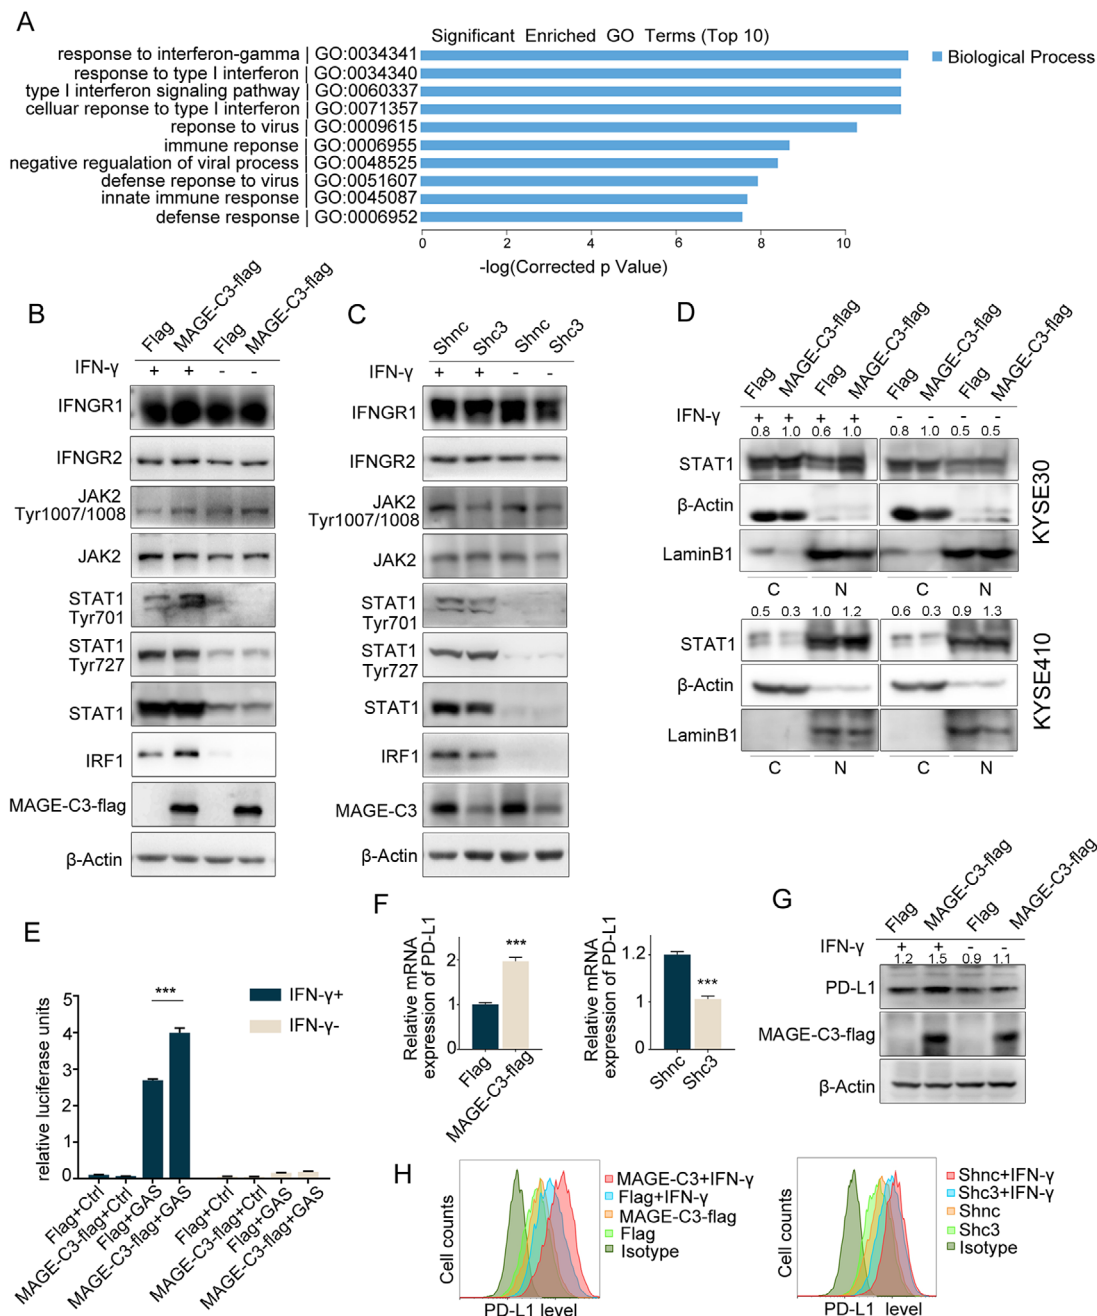 A
Significant Enriched GO Terms (Top 10)
response to interferon-gamma | GO:0034341
response to type I interferon | GO:0034340
type I interferon signaling pathway | GO:0060337
celluar reponse to type I interferon | GO:0071357
reponse to virus | GO:0009615
immune reponse | GO:0006955
negative regualation of viral process | GO:0048525
defense reponse to virus | GO:0051607
innate immune response | GO:0045087
defense response | GO:0006952
Biological Process
0 2 4 6 8 10
-log(Corrected p Value)
B
Flag MAGE-C3-flag Flag MAGE-C3-flag
IFN-γ + + - -
IFNGR1
IFNGR2
JAK2
Tyr1007/1008
JAK2
STAT1
Tyr701
STAT1
Tyr727
STAT1
IRF1
MAGE-C3-flag
β-Actin
C
Shnc Shc3 Shnc Shc3
IFN-γ + + - -
IFNGR1
IFNGR2
JAK2
Tyr1007/1008
JAK2
STAT1
Tyr701
STAT1
Tyr727
STAT1
IRF1
MAGE-C3
β-Actin
D
Flag MAGE-C3-flag Flag MAGE-C3-flag Flag MAGE-C3-flag Flag MAGE-C3-flag
IFN-γ + + + + - - - -
0.8 1.0 0.6 1.0 0.8 1.0 0.5 0.5
STAT1
β-Actin
LaminB1
C N C N
KYSE30
0.5 0.3 1.0 1.2 0.6 0.3 0.9 1.3
STAT1
β-Actin
LaminB1
C N C N
KYSE410
E
relative luciferase units
5
4
3
2
1
0
***
IFN-γ+
IFN-γ-
Flag+Ctrl
MAGE-C3-flag+Ctrl
Flag+GAS
MAGE-C3-flag+GAS
Flag+Ctrl
MAGE-C3-flag+Ctrl
Flag+GAS
MAGE-C3-flag+GAS
F
Relative mRNA
expression of PD-L1
2
1
0
***
Flag
MAGE-C3-flag
Relative mRNA
expression of PD-L1
1.2
1
0
***
Shnc
Shc3
G
Flag MAGE-C3-flag Flag MAGE-C3-flag
IFN-γ + + - -
1.2 1.5 0.9 1.1
PD-L1
MAGE-C3-flag
β-Actin
H
Cell counts
PD-L1 level
MAGE-C3+IFN-γ
Flag+IFN-γ
MAGE-C3-flag
Flag
Isotype
Cell counts
PD-L1 level
Shnc+IFN-γ
Shc3+IFN-γ
Shnc
Shc3
Isotype